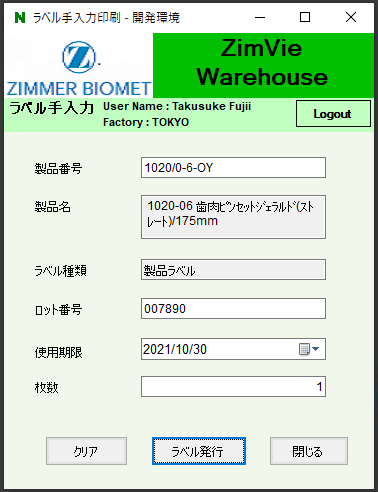 N ラベル手入力印刷 - 開発環境
Z
ZIMMER BIOMET
ZimVie
Warehouse
ラベル手入力
User Name : Takusuke Fujii
Factory : TOKYO
Logout
製品番号
1020/0-6-OY
製品名
1020-06 歯肉ﾋﾟﾝｾｯﾄｼﾞｪﾗﾙﾄﾞ(ｽﾄ
ﾚｰﾄ)/175mm
ラベル種類
製品ラベル
ロット番号
007890
使用期限
2021/10/30
枚数
1
クリア
ラベル発行
閉じる